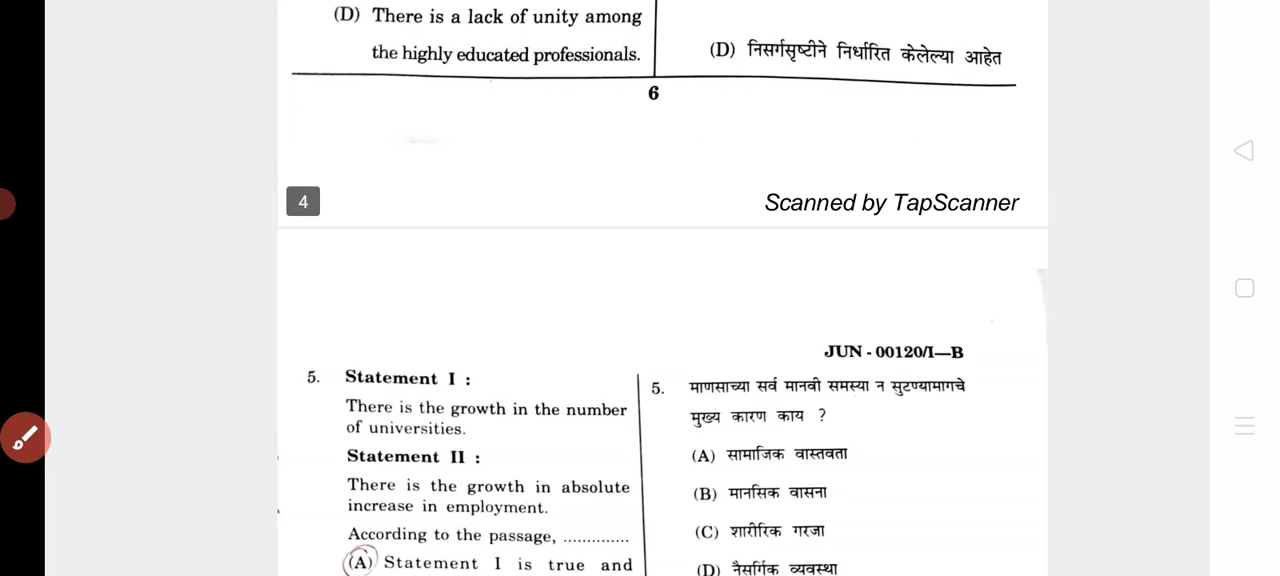 (D) There is a lack of unity among
the highly educated professionals.
(D) निसर्गसृष्टीने निर्धारित केलेल्या आहेत
6
4
Scanned by TapScanner
JUN - 00120/I—B
5. Statement I :
There is the growth in the number
of universities.
Statement II :
There is the growth in absolute
increase in employment.
According to the passage, ..............
(A) Statement I is true and
5. माणसाच्या सर्व मानवी समस्या न सुटण्यामागचे
मुख्य कारण काय ?
(A) सामाजिक वास्तवता
(B) मानसिक वासना
(C) शारीरिक गरजा
(D) नैसर्गिक व्यवस्था